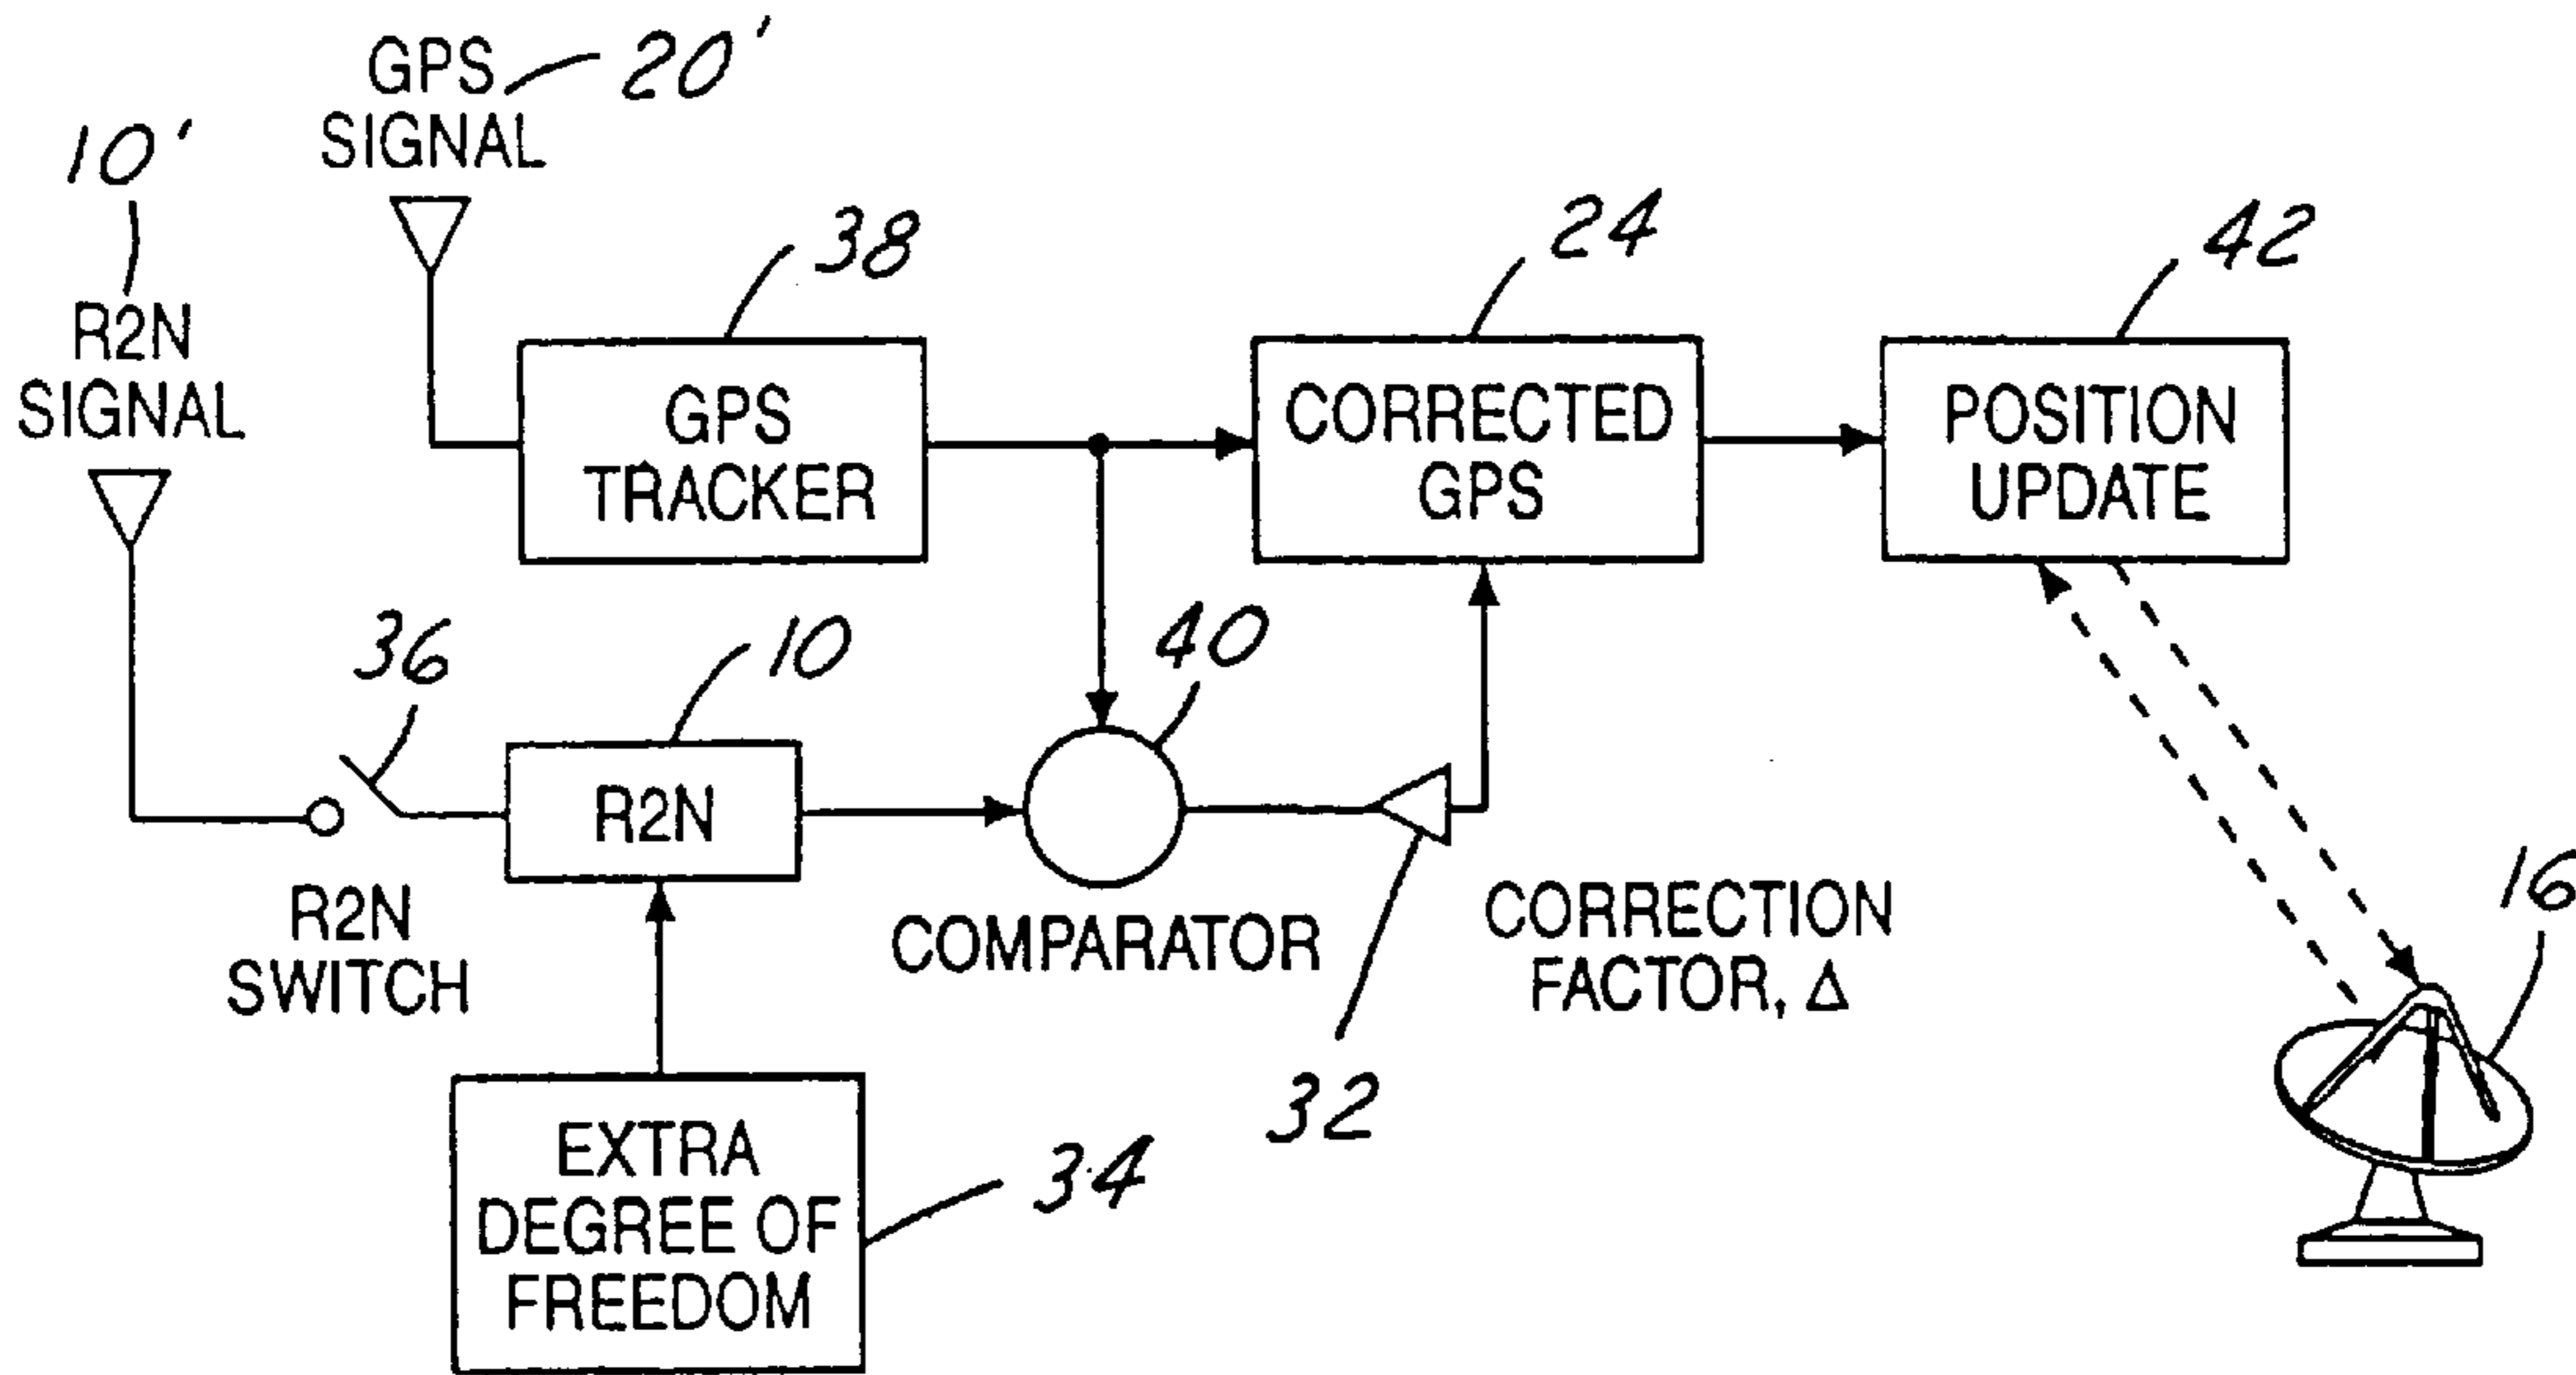 GPS
SIGNAL
20'
10'
R2N
SIGNAL
38
GPS
TRACKER
24
CORRECTED
GPS
42
POSITION
UPDATE
36
R2N
SWITCH
10
R2N
40
COMPARATOR
32
CORRECTION
FACTOR, Δ
16
EXTRA
DEGREE OF
FREEDOM
34